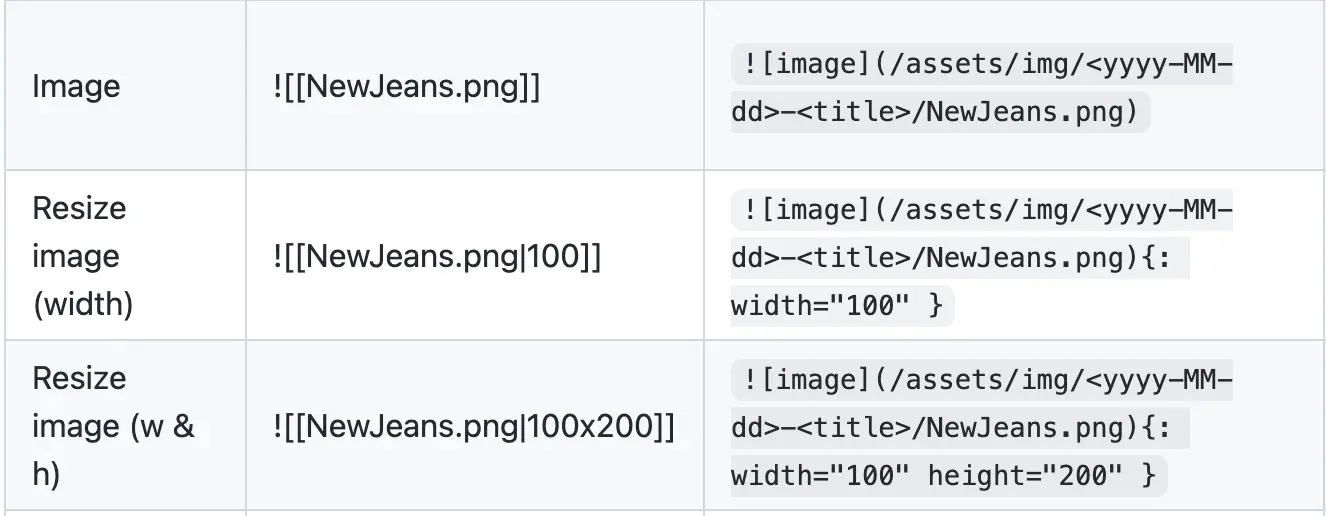 Image
![[NewJeans.png]]
![image](/assets/img/<yyyy-MM-
dd>-<title>/NewJeans.png)
Resize
image
(width)
![[NewJeans.png|100]]
![image](/assets/img/<yyyy-MM-
dd>-<title>/NewJeans.png){:
width="100" }
Resize
image (w &
h)
![[NewJeans.png|100x200]]
![image](/assets/img/<yyyy-MM-
dd>-<title>/NewJeans.png){:
width="100" height="200" }